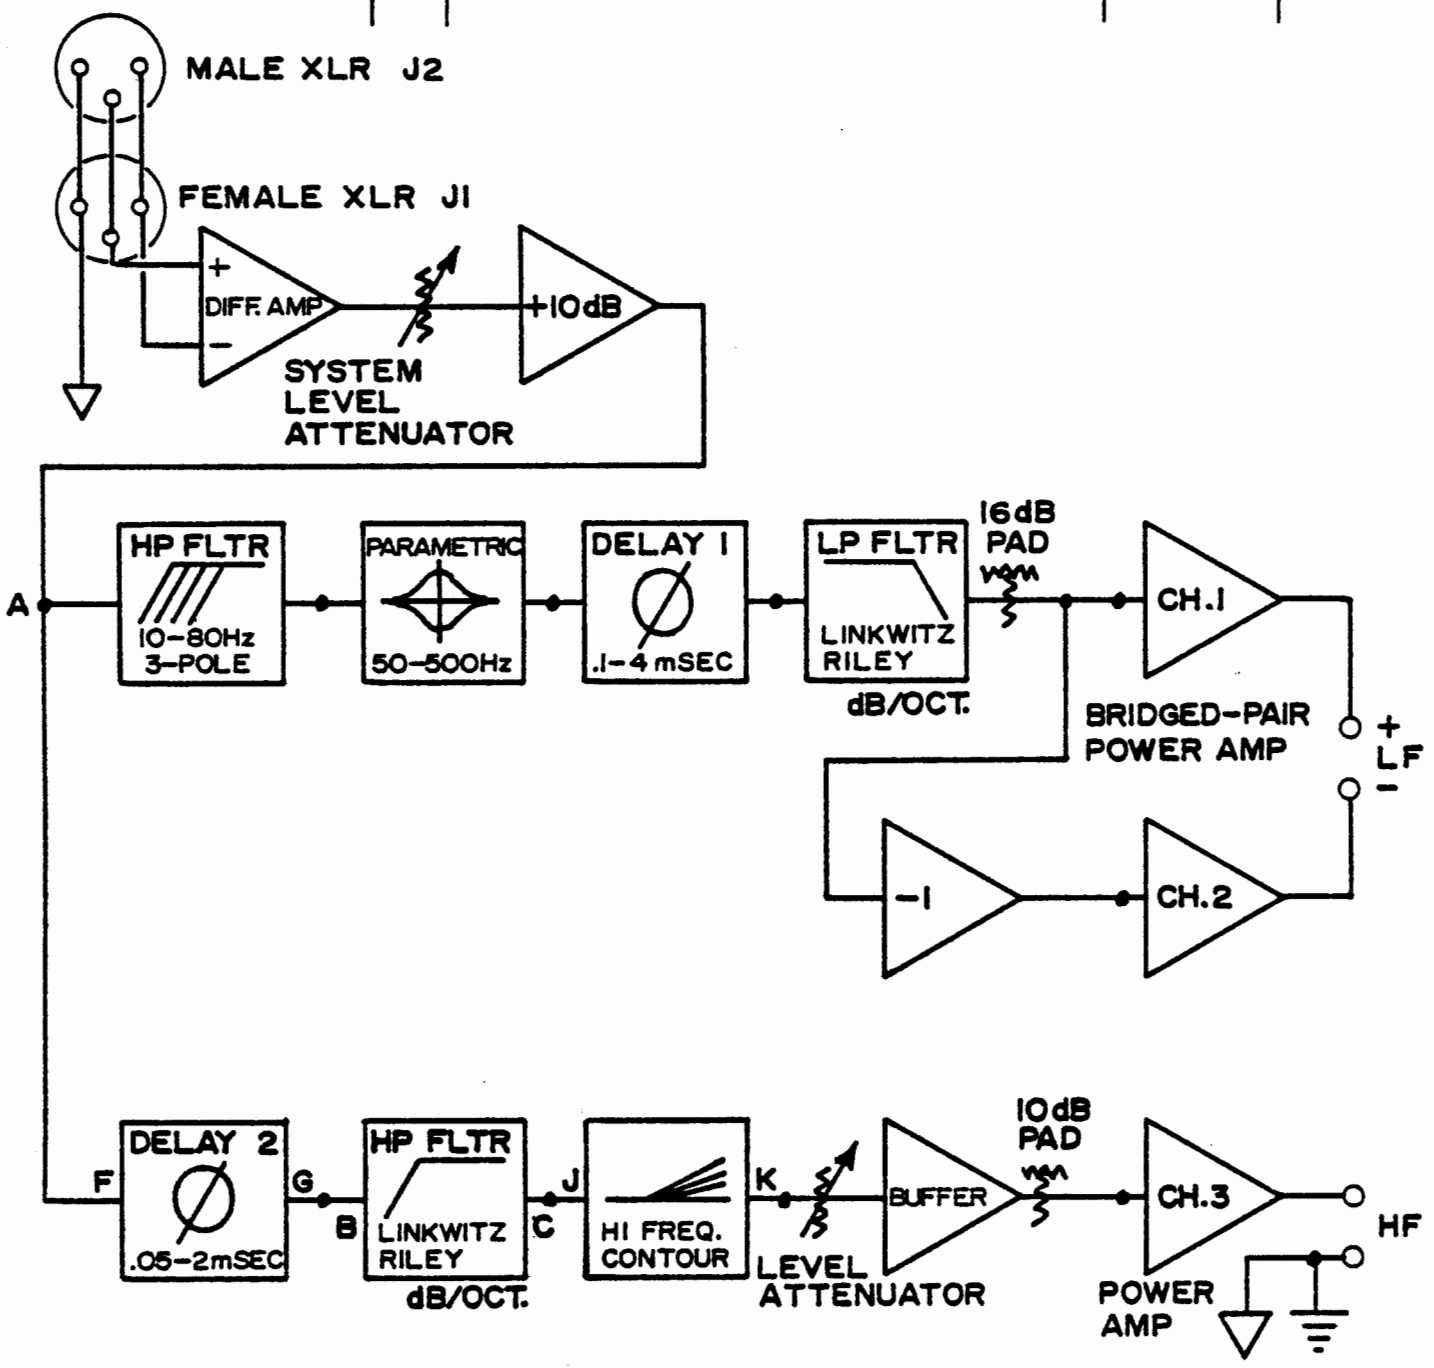 MALE XLR J2
FEMALE XLR J1
+
DIFF. AMP
-
+10dB
SYSTEM
LEVEL
ATTENUATOR
A
HP FLTR
10-80Hz
3-POLE
PARAMETRIC
50-500Hz
DELAY 1
.1-4mSEC
LP FLTR
LINKWITZ
RILEY
dB/OCT.
16dB
PAD
CH.1
BRIDGED-PAIR
POWER AMP
+
LF
-
-1
CH.2
F
DELAY 2
.05-2mSEC
G
B
HP FLTR
LINKWITZ
RILEY
dB/OCT.
J
C
HI FREQ.
CONTOUR
K
LEVEL
ATTENUATOR
BUFFER
10dB
PAD
CH.3
POWER
AMP
HF